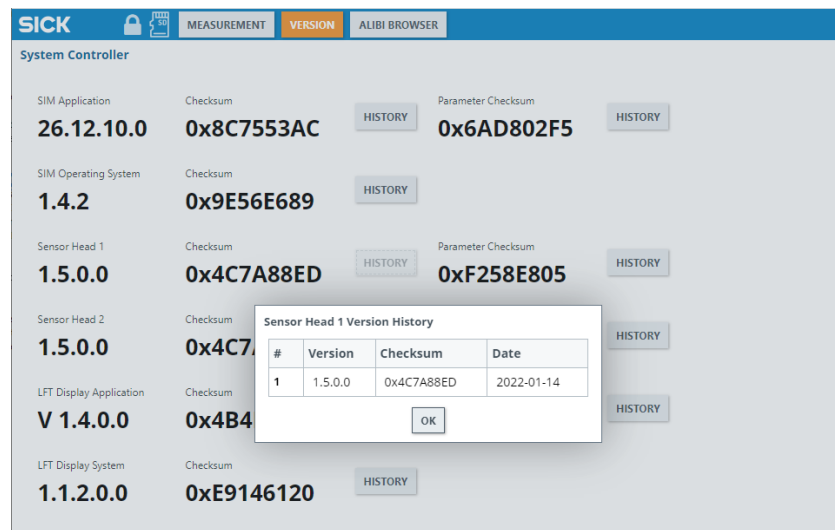 SICK SD MEASUREMENT VERSION ALIBI BROWSER
System Controller
SIM Application Checksum Parameter Checksum
26.12.10.0 0x8C7553AC HISTORY 0x6AD802F5 HISTORY
SIM Operating System Checksum
1.4.2 0x9E56E689 HISTORY
Sensor Head 1 Checksum Parameter Checksum
1.5.0.0 0x4C7A88ED HISTORY 0xF258E805 HISTORY
Sensor Head 2 Checksum
1.5.0.0 0x4C7 HISTORY
Sensor Head 1 Version History
# Version Checksum Date
1 1.5.0.0 0x4C7A88ED 2022-01-14
OK
LFT Display Application Checksum
V 1.4.0.0 0x4B4 HISTORY
LFT Display System Checksum
1.1.2.0.0 0xE9146120 HISTORY